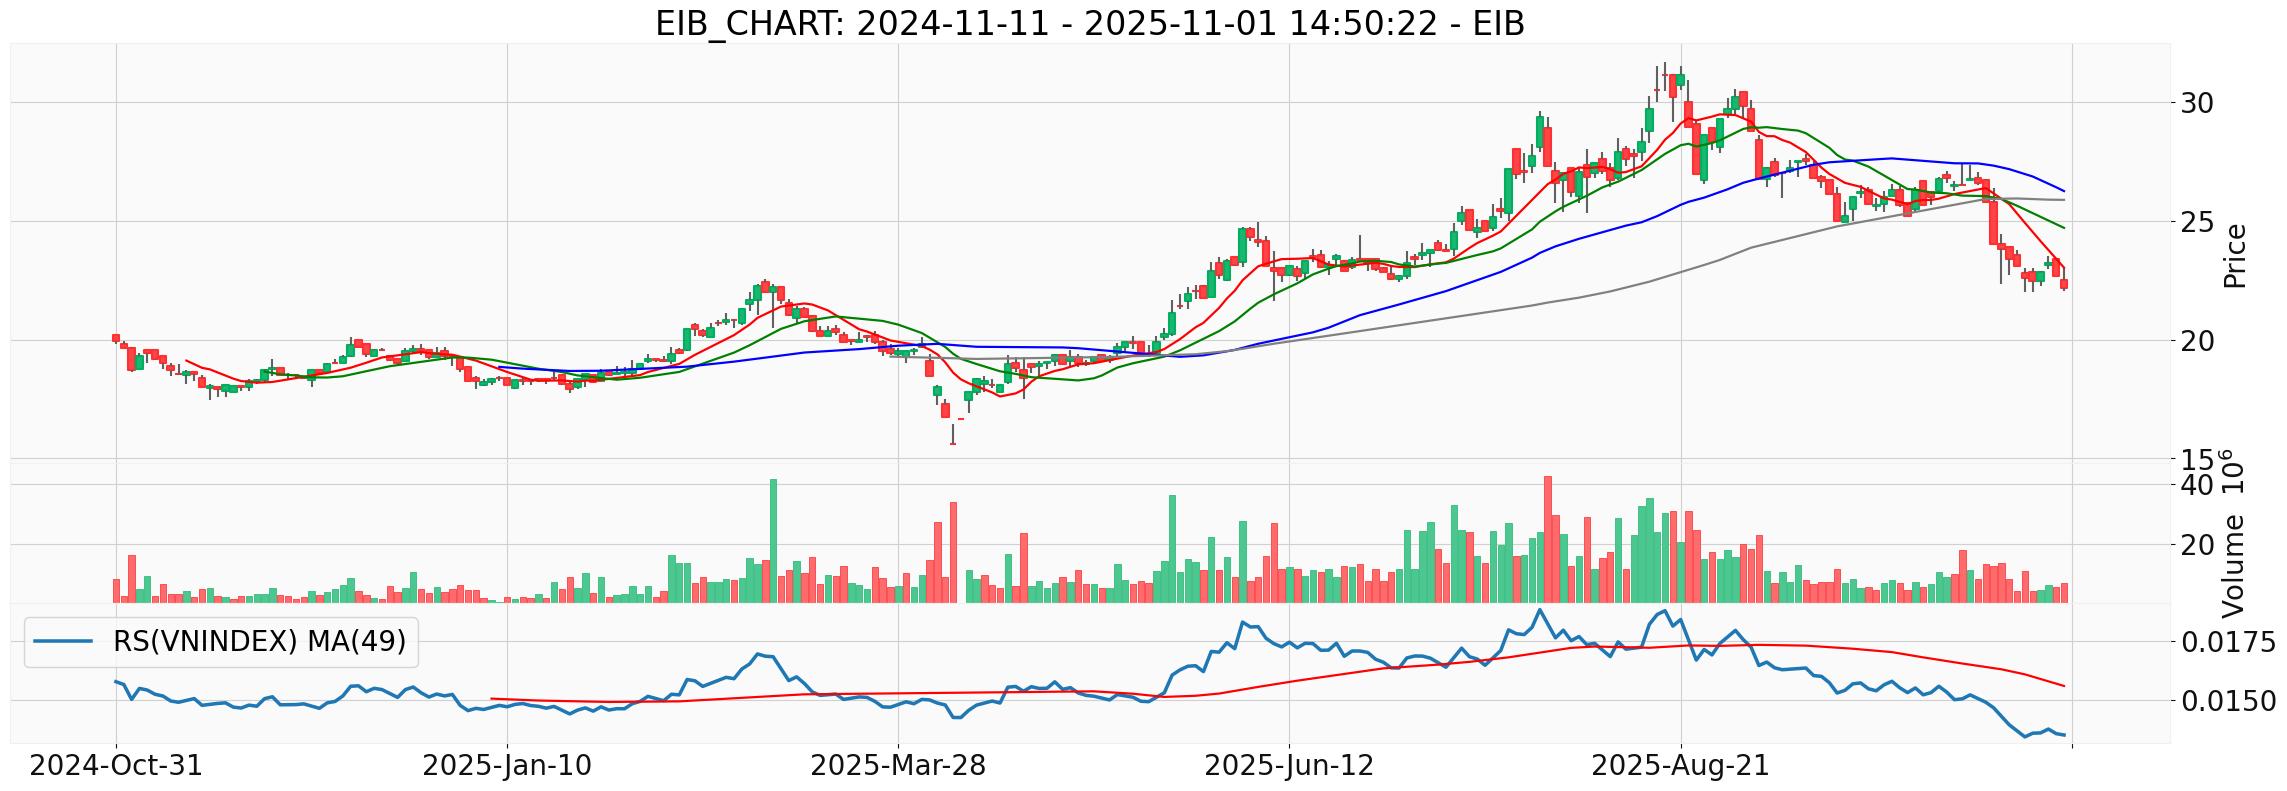 EIB_CHART: 2024-11-11 - 2025-11-01 14:50:22 - EIB
30
25
20
15
Price
40
20
Volume 10⁶
RS(VNINDEX) MA(49)
0.0175
0.0150
2024-Oct-31
2025-Jan-10
2025-Mar-28
2025-Jun-12
2025-Aug-21